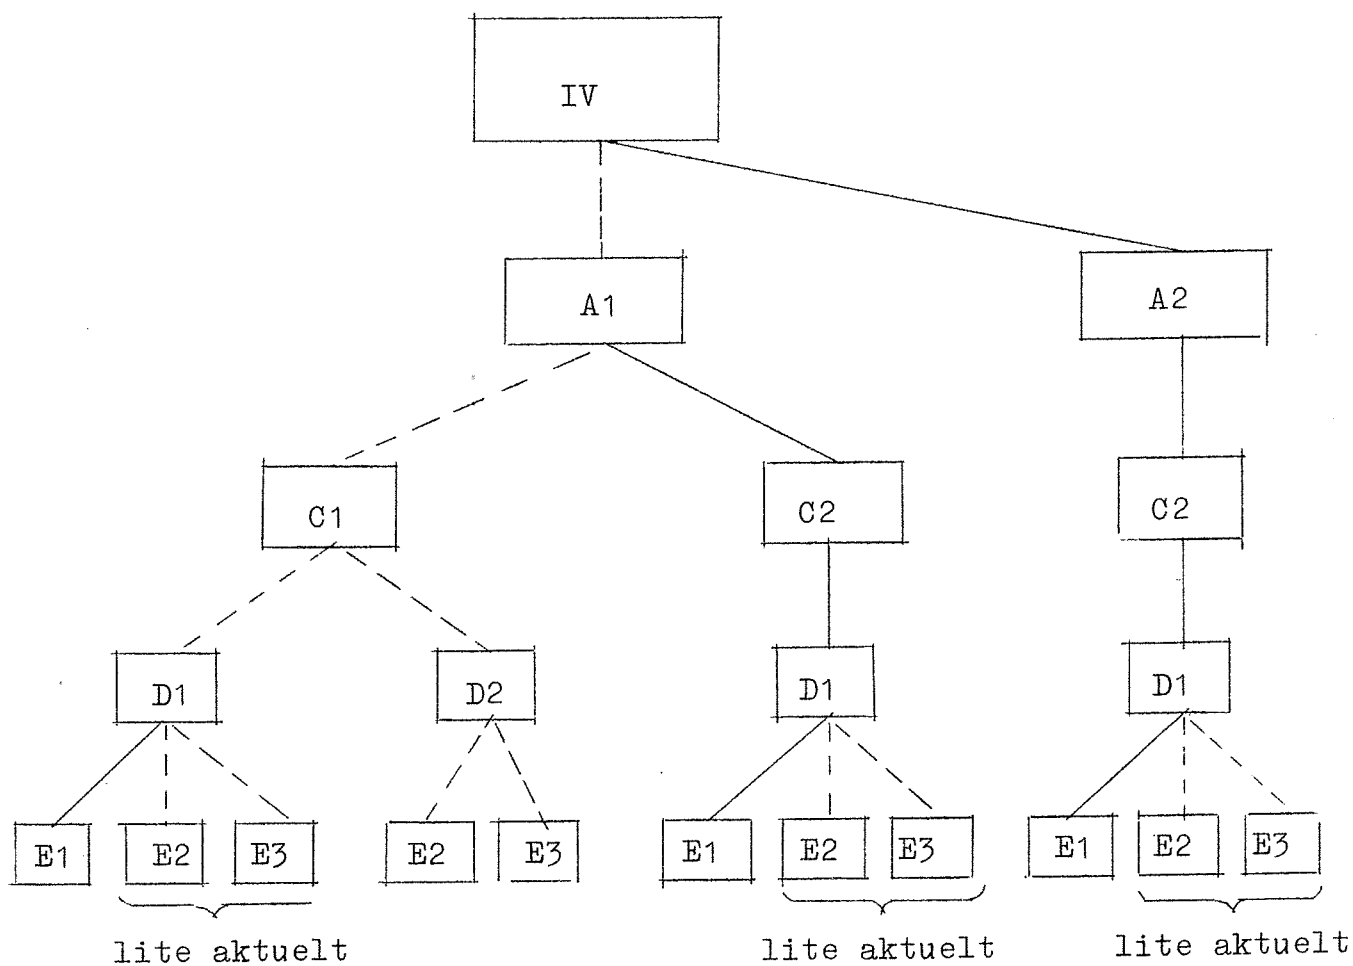 IV
A1
A2
C1
C2
C2
D1
D2
D1
D1
E1 E2 E3 E2 E3 E1 E2 E3 E1 E2 E3
lite aktuelt lite aktuelt lite aktuelt